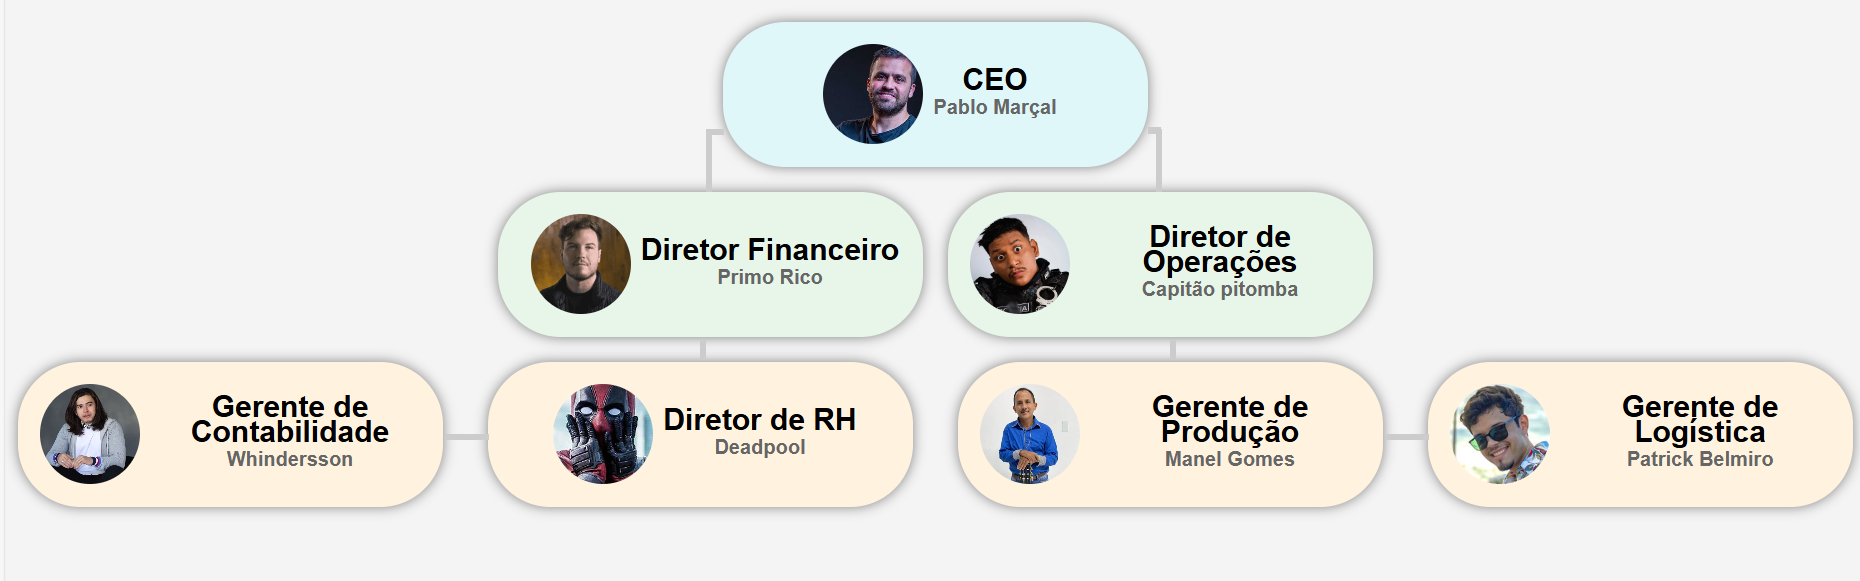 CEO
Pablo Marçal
Diretor Financeiro
Primo Rico
Diretor de
Operações
Capitão pitomba
Gerente de
Contabilidade
Whindersson
Diretor de RH
Deadpool
Gerente de
Produção
Manel Gomes
Gerente de
Logística
Patrick Belmiro